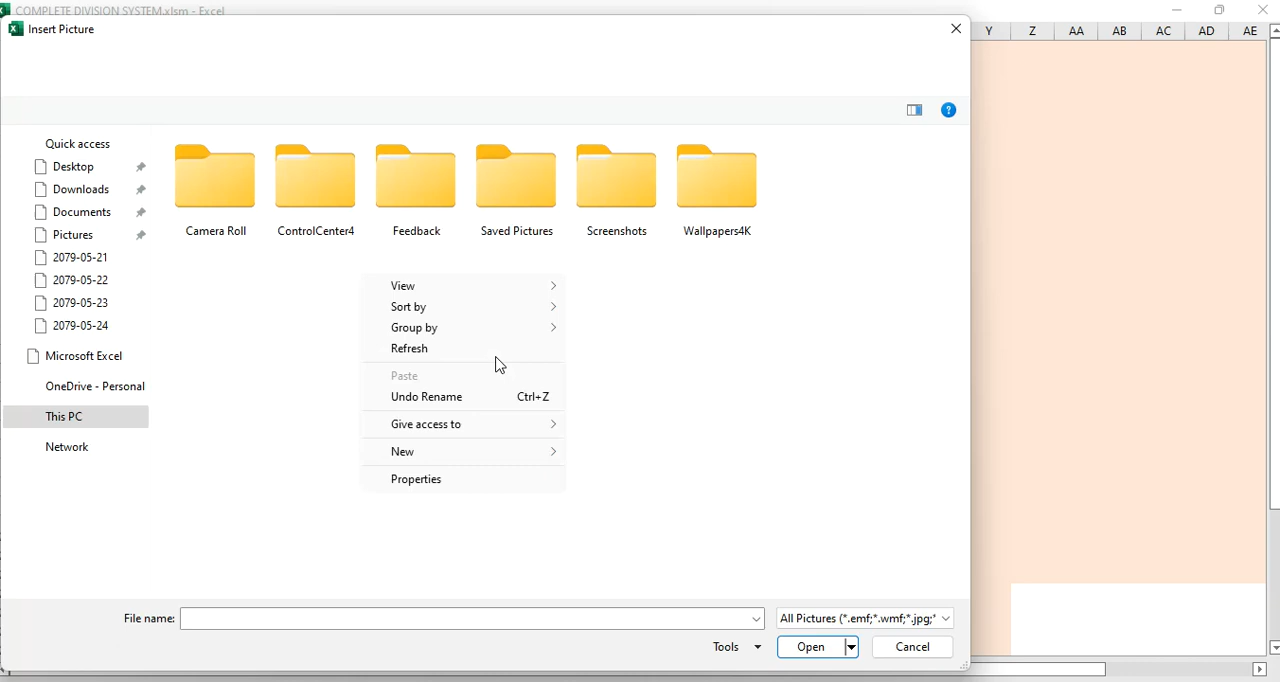 COMPLETE DIVISION SYSTEM.xlsm - Excel
Insert Picture
Y Z AA AB AC AD AE
Quick access
Desktop
Downloads
Documents
Pictures
2079-05-21
2079-05-22
2079-05-23
2079-05-24
Microsoft Excel
OneDrive - Personal
This PC
Network
Camera Roll ControlCenter4 Feedback Saved Pictures Screenshots Wallpapers4K
View
Sort by
Group by
Refresh
Paste
Undo Rename Ctrl+Z
Give access to
New
Properties
File name: All Pictures (*.emf;*.wmf;*.jpg;*
Tools Open Cancel